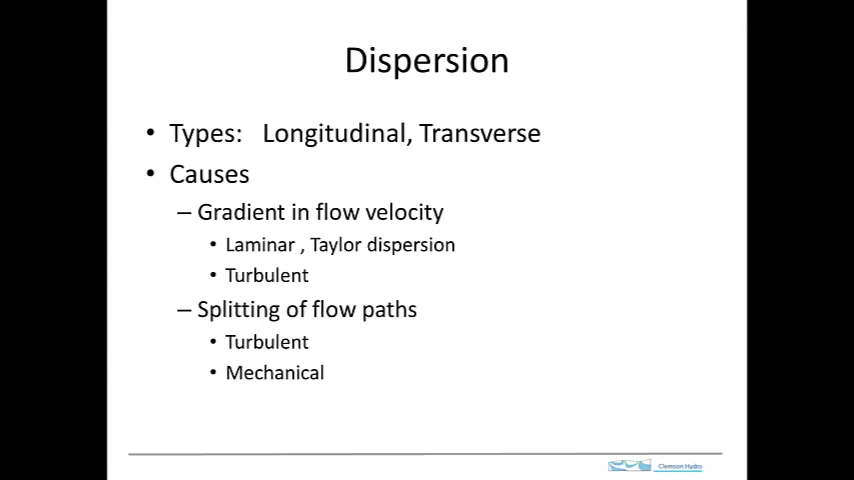 Dispersion
• Types: Longitudinal, Transverse
• Causes
– Gradient in flow velocity
• Laminar , Taylor dispersion
• Turbulent
– Splitting of flow paths
• Turbulent
• Mechanical
Clemson Hydro